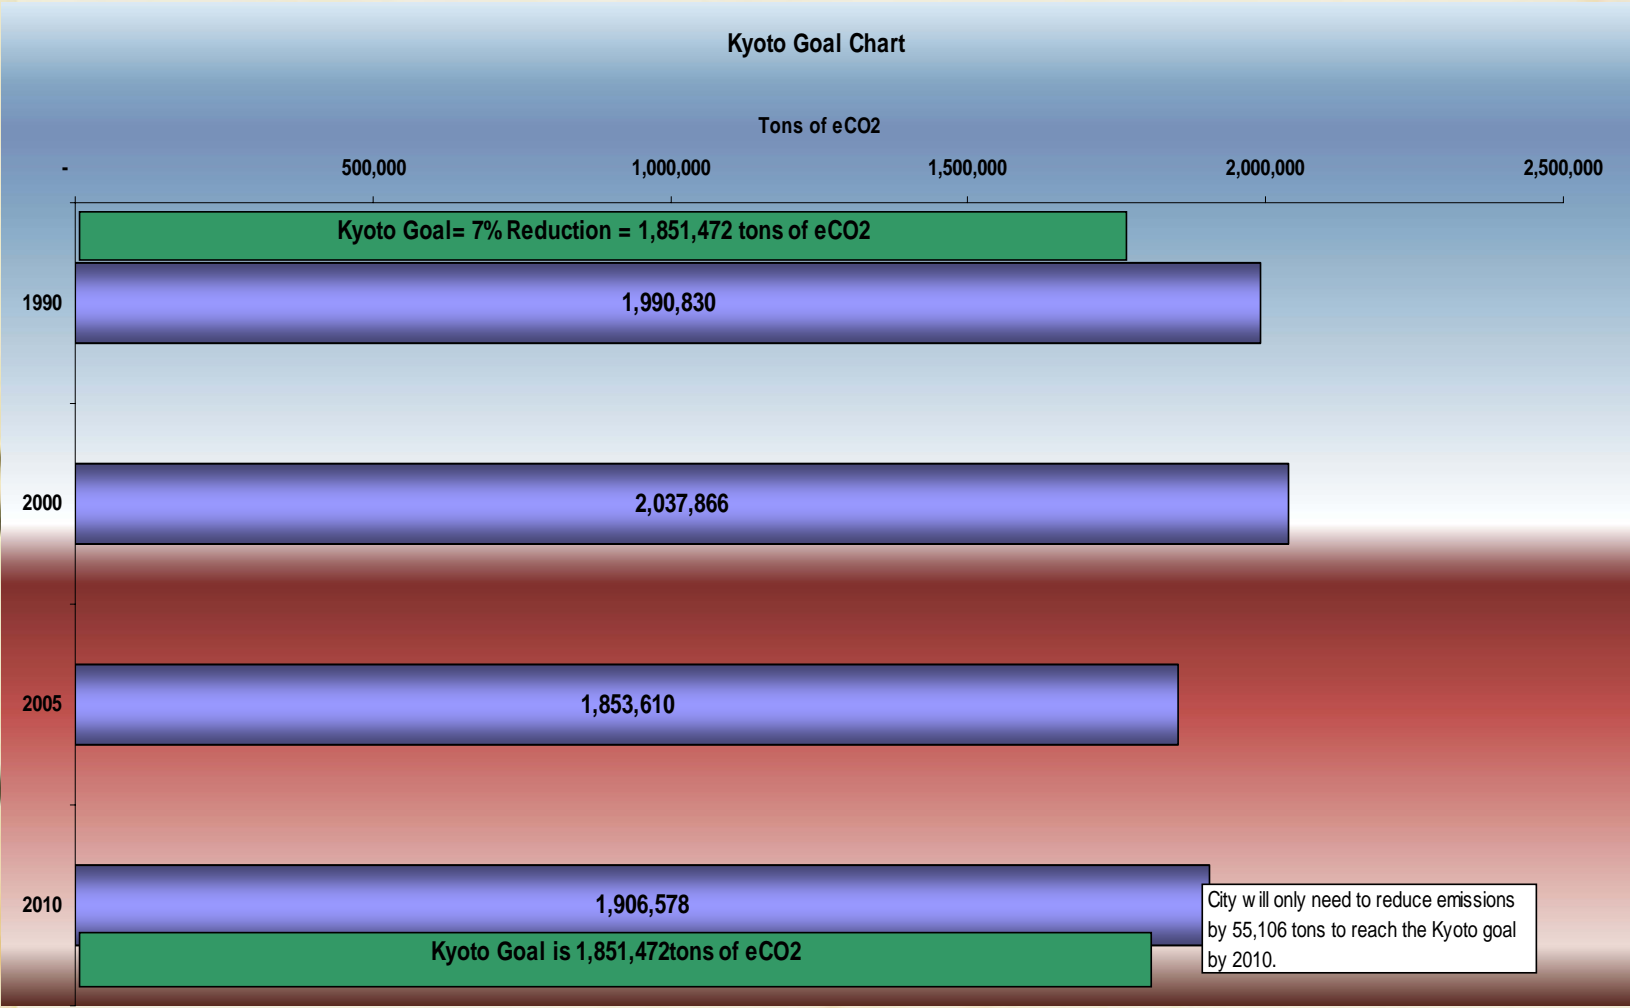 Kyoto Goal Chart
Tons of eCO2
- 500,000 1,000,000 1,500,000 2,000,000 2,500,000
Kyoto Goal= 7% Reduction = 1,851,472 tons of eCO2
1990 1,990,830
2000 2,037,866
2005 1,853,610
2010 1,906,578
City will only need to reduce emissions
by 55,106 tons to reach the Kyoto goal
by 2010.
Kyoto Goal is 1,851,472tons of eCO2